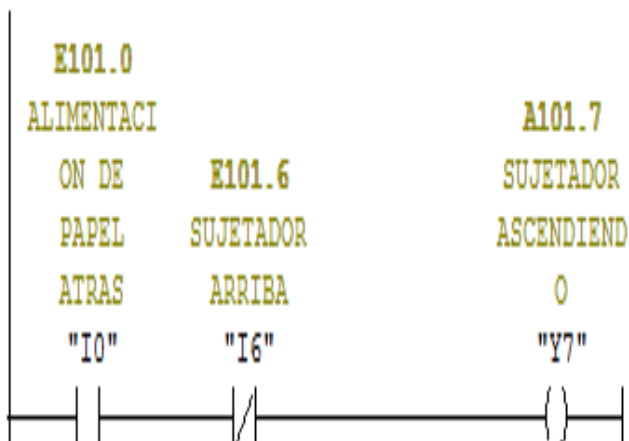 E101.0
ALIMENTACI
ON DE
PAPEL
ATRAS
"I0"
E101.6
SUJETADOR
ARRIBA
"I6"
A101.7
SUJETADOR
ASCENDIEND
O
"Y7"